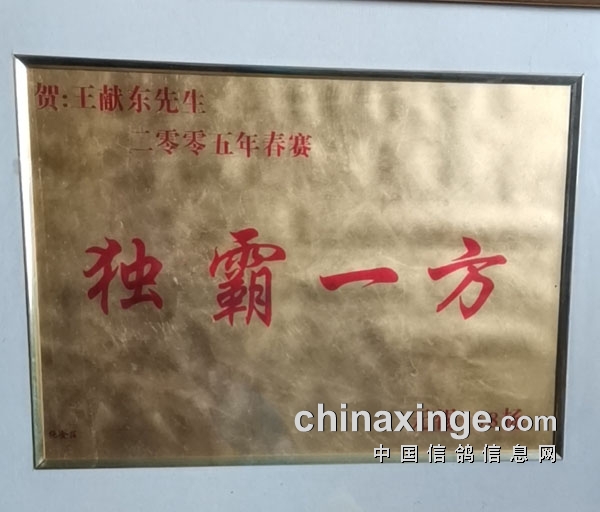 贺:王献东先生
二零零五年春赛
独霸一方
chinaxinge.com
中国信鸽信息网